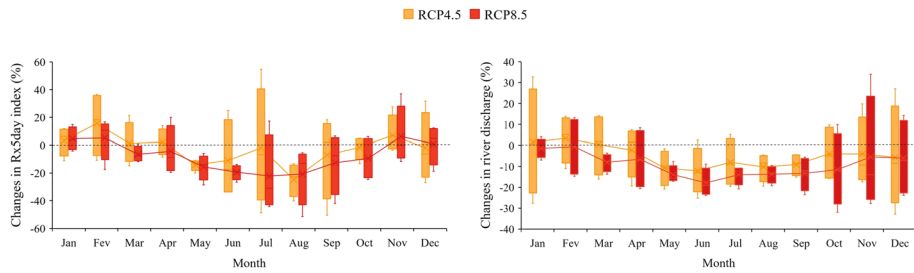 RCP4.5 RCP8.5
Changes in Rx5day index (%)
60
40
20
0
-20
-40
-60
Jan Fev Mar Apr May Jun Jul Aug Sep Oct Nov Dec
Month
Changes in river discharge (%)
40
30
20
10
0
-10
-20
-30
-40
Jan Fev Mar Apr May Jun Jul Aug Sep Oct Nov Dec
Month